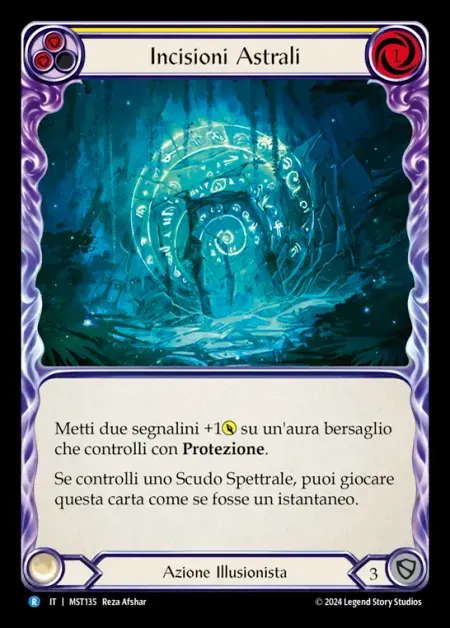 Incisioni Astrali
1
Metti due segnalini +1 su un'aura bersaglio
che controlli con Protezione.
Se controlli uno Scudo Spettrale, puoi giocare
questa carta come se fosse un istantaneo.
Azione Illusionista
3
R IT | MST135 Reza Afshar
© 2024 Legend Story Studios